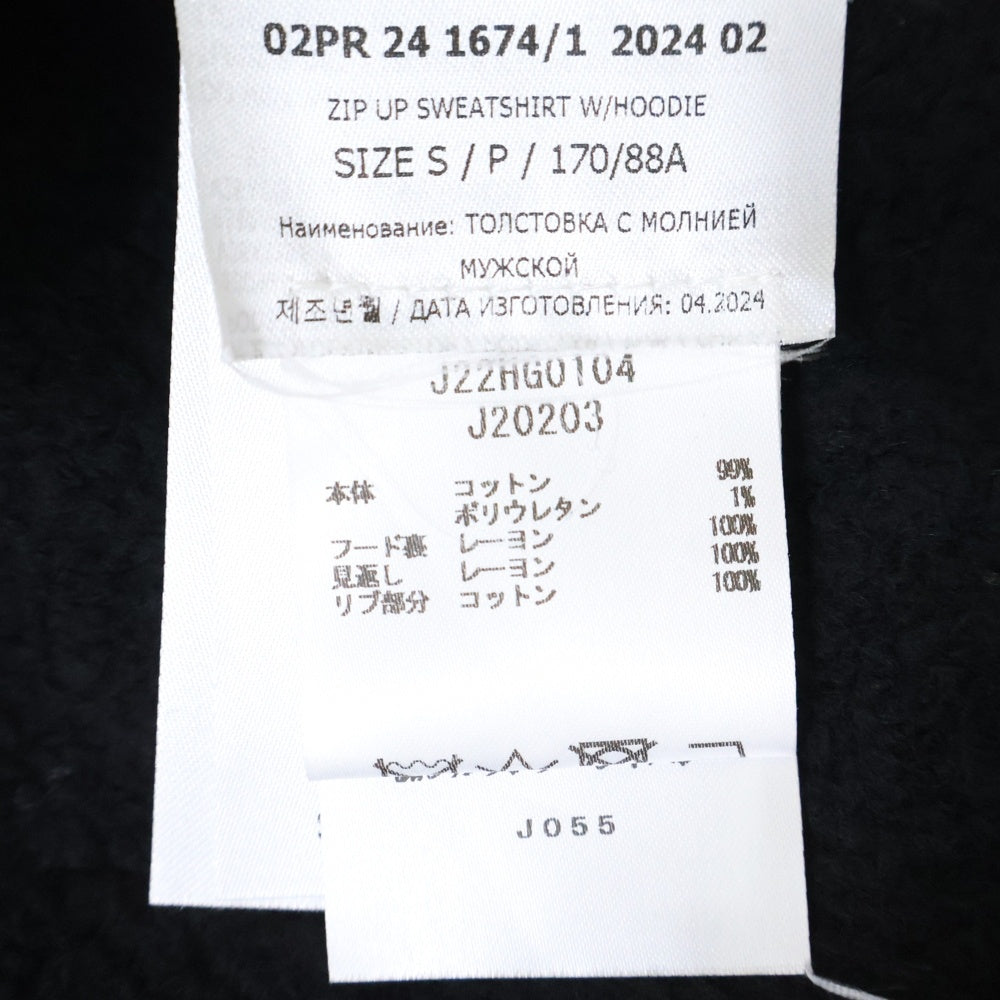 02PR 24 1674/1 2024 02
ZIP UP SWEATSHIRT W/HOODIE
SIZE S / P / 170/88A
Наименование: ТОЛСТОВКА С МОЛНИЕЙ
МУЖСКОЙ
제조년월 / ДАТА ИЗГОТОВЛЕНИЯ: 04.2024
J22HG0104
J20203
本体 コットン 99%
ポリウレタン 1%
フード裏 レーヨン 100%
見返し レーヨン 100%
リブ部分 コットン 100%
J055